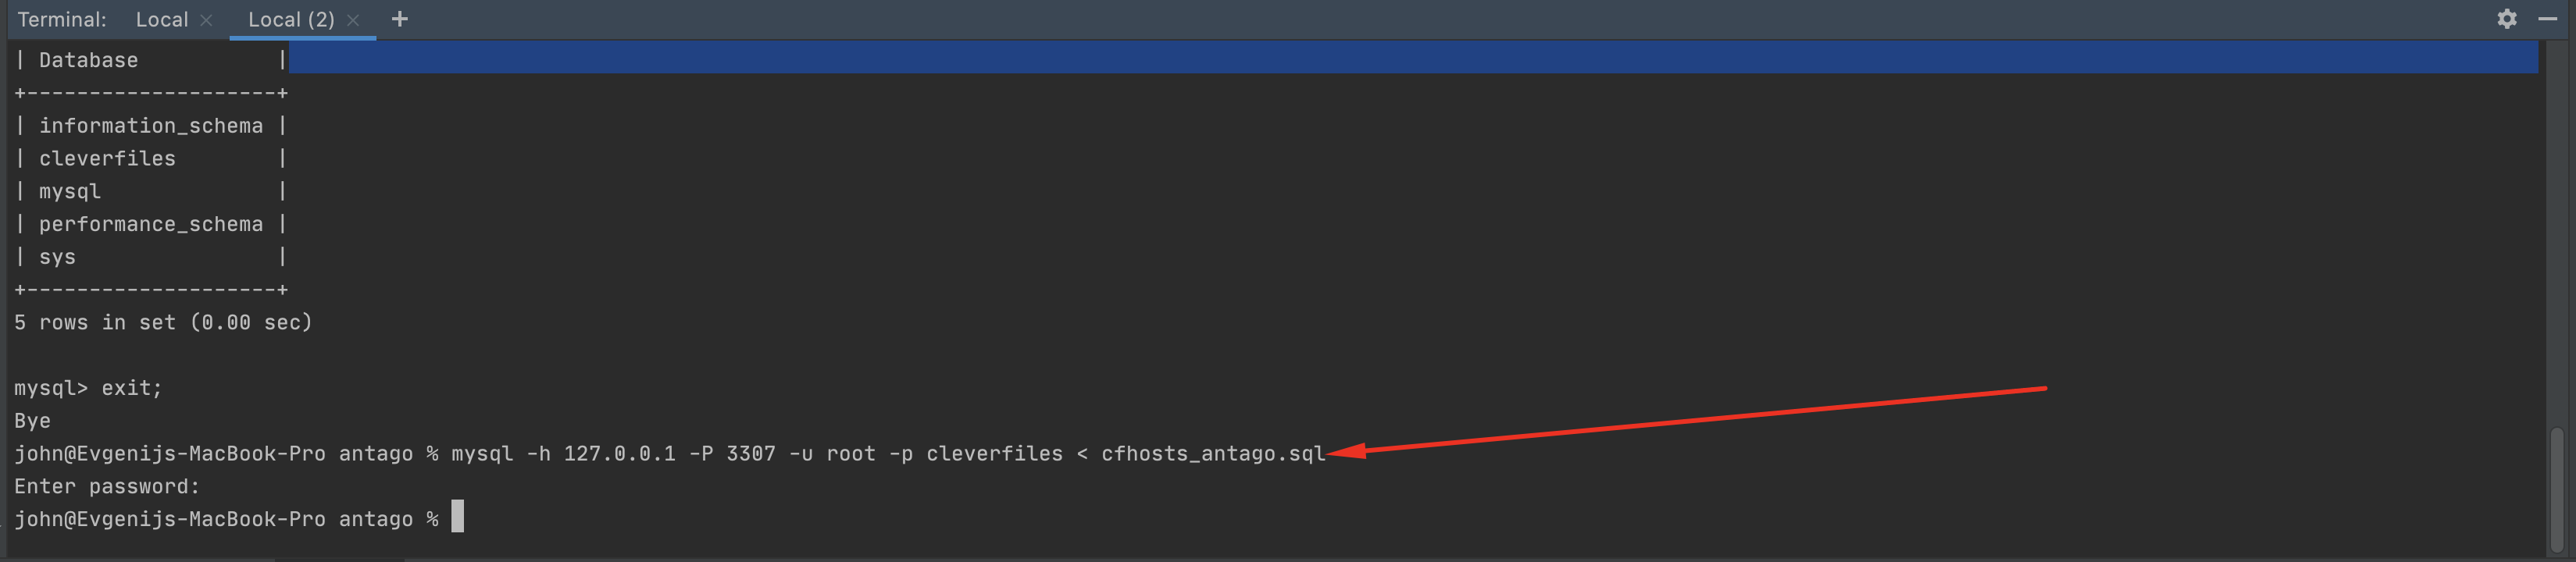 Terminal: Local × Local (2) × +
| Database           |
+--------------------+
| information_schema |
| cleverfiles        |
| mysql              |
| performance_schema |
| sys                |
+--------------------+
5 rows in set (0.00 sec)
mysql> exit;
Bye
john@Evgenijs-MacBook-Pro antago % mysql -h 127.0.0.1 -P 3307 -u root -p cleverfiles < cfhosts_antago.sql
Enter password:
john@Evgenijs-MacBook-Pro antago %